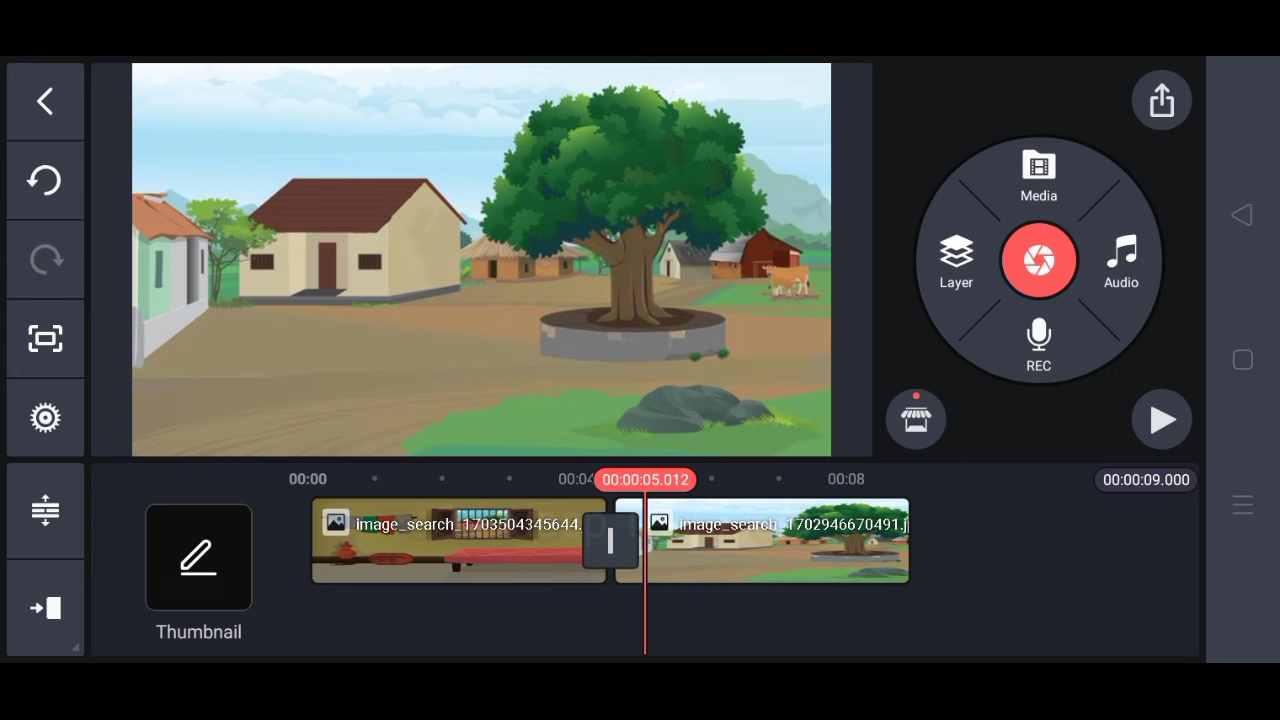 Media
Layer
Audio
REC
00:00
00:04
00:00:05.012
00:08
00:00:09.000
image_search_1703504345644.
image_search_1702946670491.j
Thumbnail